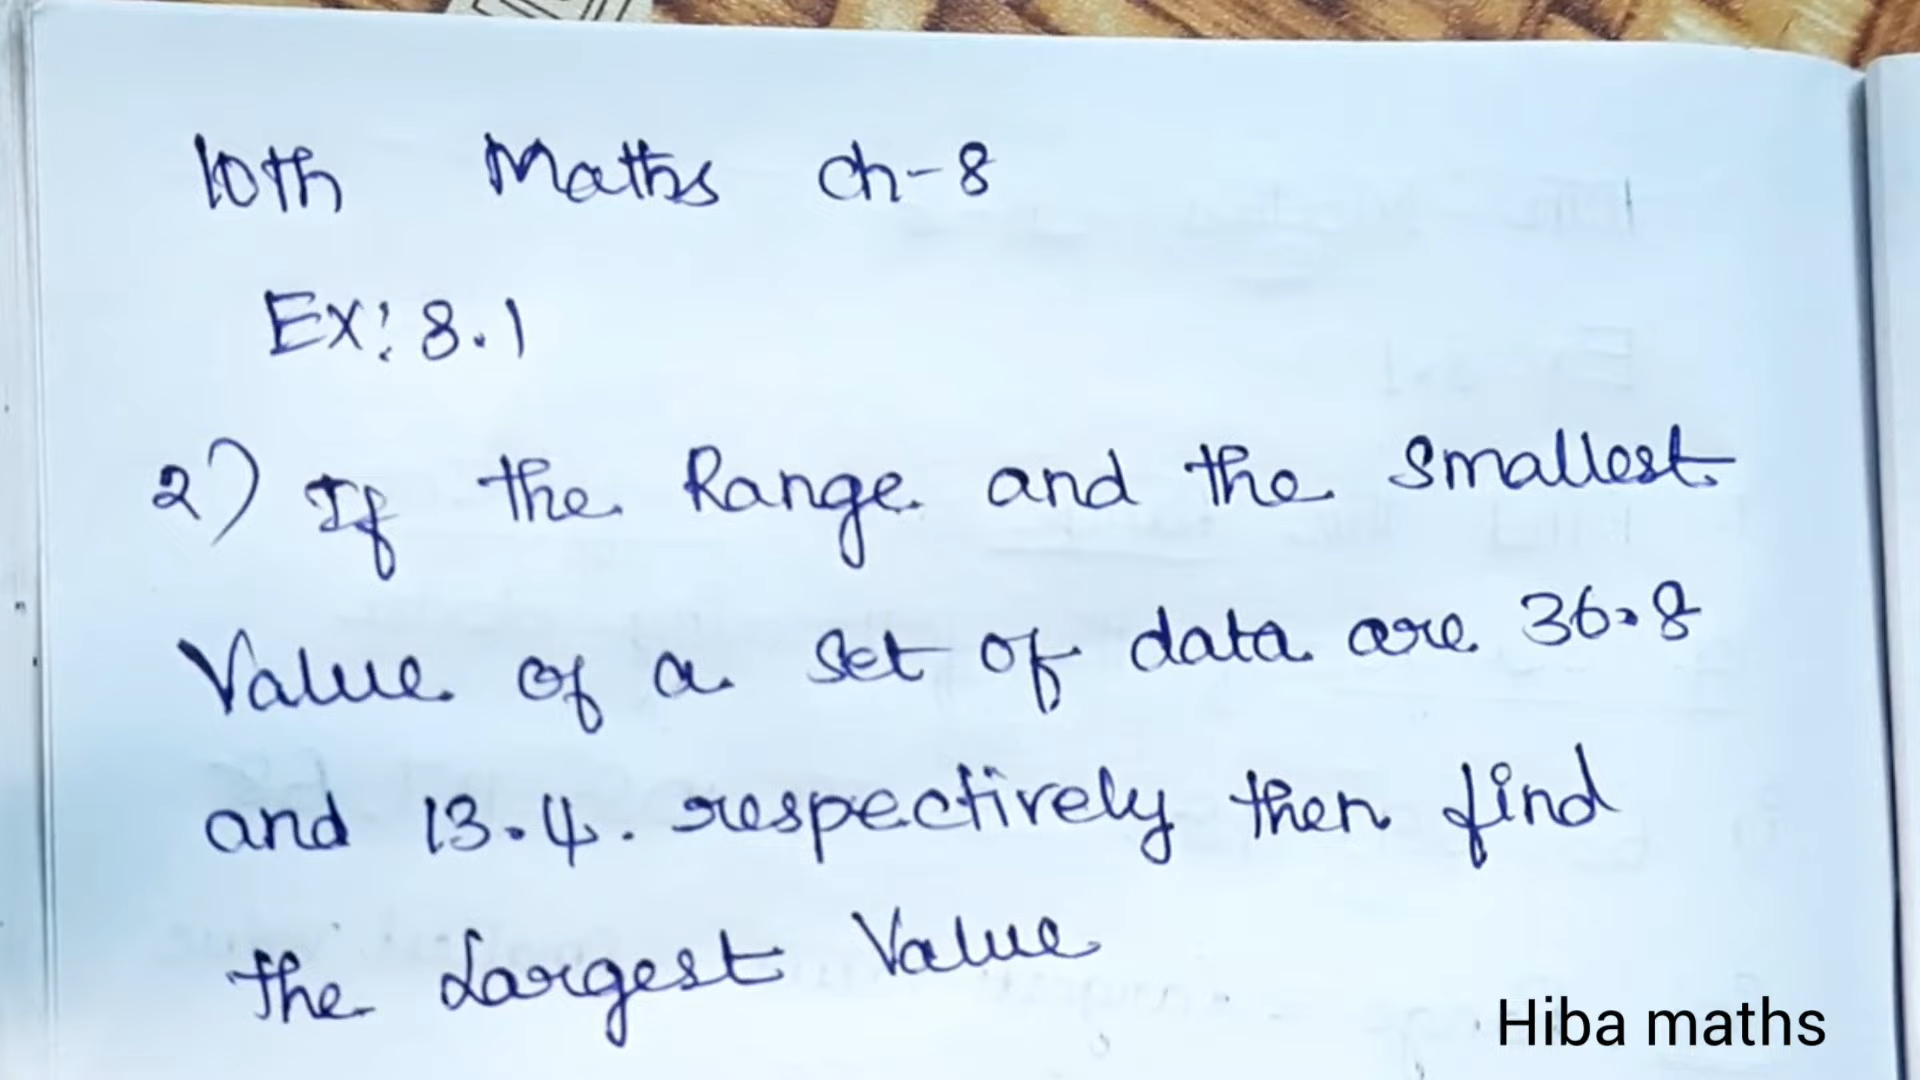 10th Maths ch-8
Ex: 8.1
2) If the Range and the smallest
Value of a set of data are 36.8
and 13.4. respectively then find
the Largest Value
Hiba maths